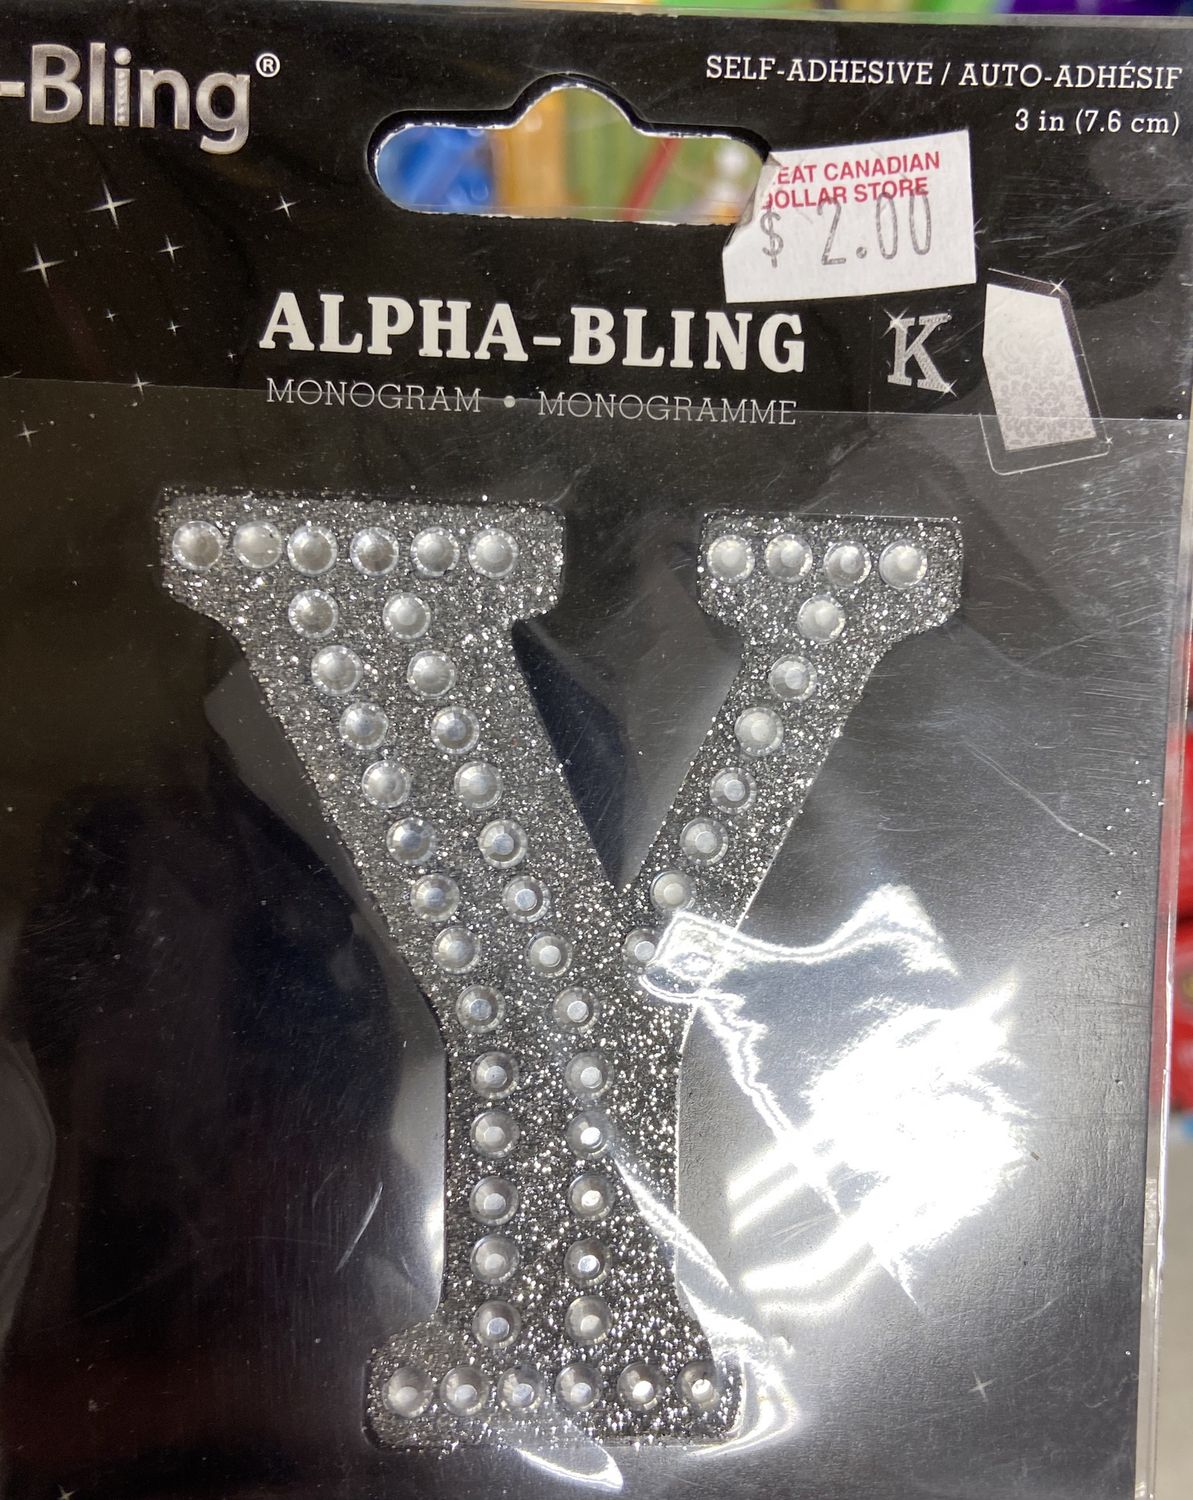 -Bling®
SELF-ADHESIVE / AUTO-ADHÉSIF
3 in (7.6 cm)
EAT CANADIAN
DOLLAR STORE
$ 2.00
ALPHA-BLING
K
MONOGRAM • MONOGRAMME
Y